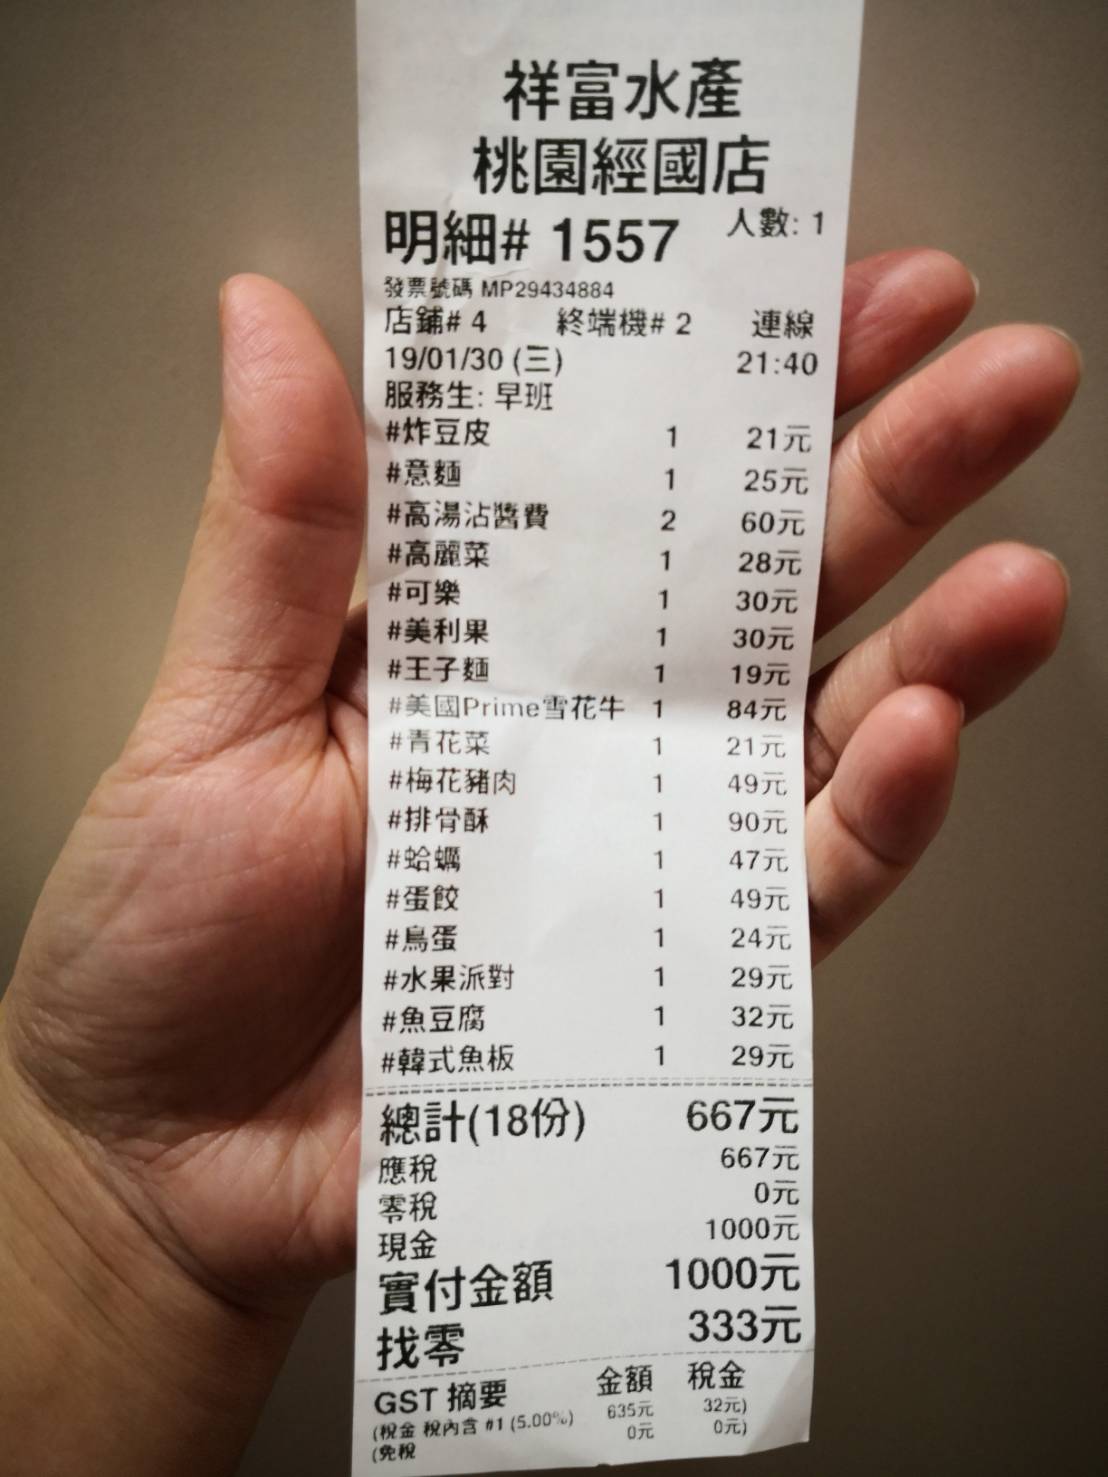 祥富水產
桃園經國店
明細# 1557 人數: 1
發票號碼 MP29434884
店鋪# 4 終端機# 2 連線
19/01/30 (三) 21:40
服務生: 早班
#炸豆皮 1 21元
#意麵 1 25元
#高湯沾醬費 2 60元
#高麗菜 1 28元
#可樂 1 30元
#美利果 1 30元
#王子麵 1 19元
#美國Prime雪花牛 1 84元
#青花菜 1 21元
#梅花豬肉 1 49元
#排骨酥 1 90元
#蛤蠣 1 47元
#蛋餃 1 49元
#鳥蛋 1 24元
#水果派對 1 29元
#魚豆腐 1 32元
#韓式魚板 1 29元
總計(18份) 667元
應稅 667元
零稅 0元
現金 1000元
實付金額 1000元
找零 333元
GST 摘要 金額 稅金
(稅金 稅內含 #1 (5.00%) 635元 32元)
(免稅 0元 0元)